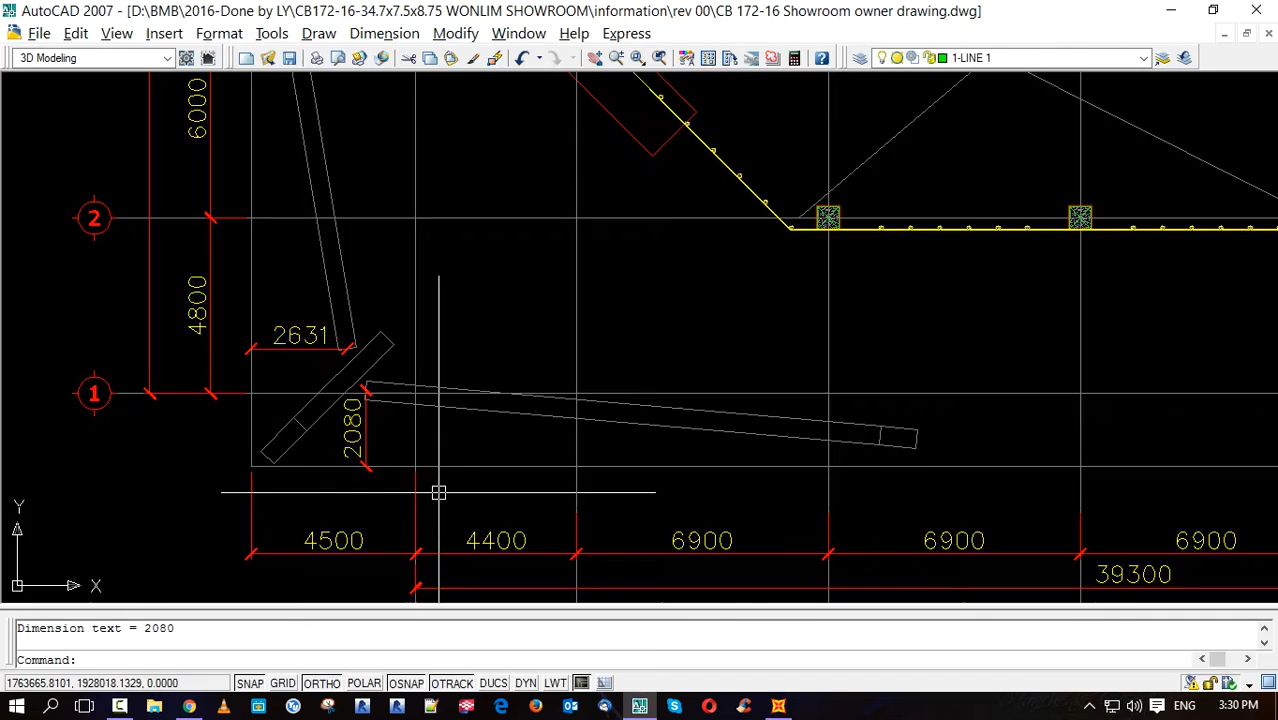 AutoCAD 2007 - [D:\BMB\2016-Done by LY\CB172-16-34.7x7.5x8.75 WONLIM SHOWROOM\information\rev 00\CB 172-16 Showroom owner drawing.dwg]
File Edit View Insert Format Tools Draw Dimension Modify Window Help Express
3D Modeling
1-LINE 1
6000
2
4800
2631
1
2080
4500 4400 6900 6900 6900
39300
Y
X
Dimension text = 2080
Command:
1763665.8101, 1928018.1329, 0.0000 SNAP GRID ORTHO POLAR OSNAP OTRACK DUCS DYN LWT
ENG 3:30 PM